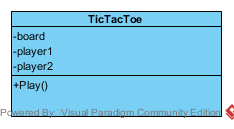 TicTacToe
-board
-player1
-player2
+Play()
Powered By Visual Paradigm Community Edition